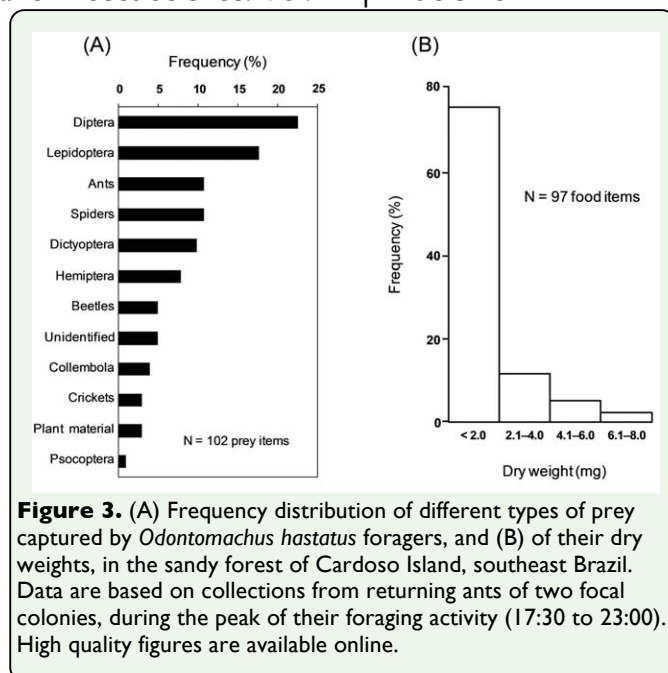 (A)
Frequency (%)
0 5 10 15 20 25
Diptera
Lepidoptera
Ants
Spiders
Dictyoptera
Hemiptera
Beetles
Unidentified
Collembola
Crickets
Plant material
Psocoptera
N = 102 prey items
(B)
Frequency (%)
80
60
40
20
0
N = 97 food items
< 2.0 2.1–4.0 4.1–6.0 6.1–8.0
Dry weight (mg)
Figure 3. (A) Frequency distribution of different types of prey
captured by Odontomachus hastatus foragers, and (B) of their dry
weights, in the sandy forest of Cardoso Island, southeast Brazil.
Data are based on collections from returning ants of two focal
colonies, during the peak of their foraging activity (17:30 to 23:00).
High quality figures are available online.